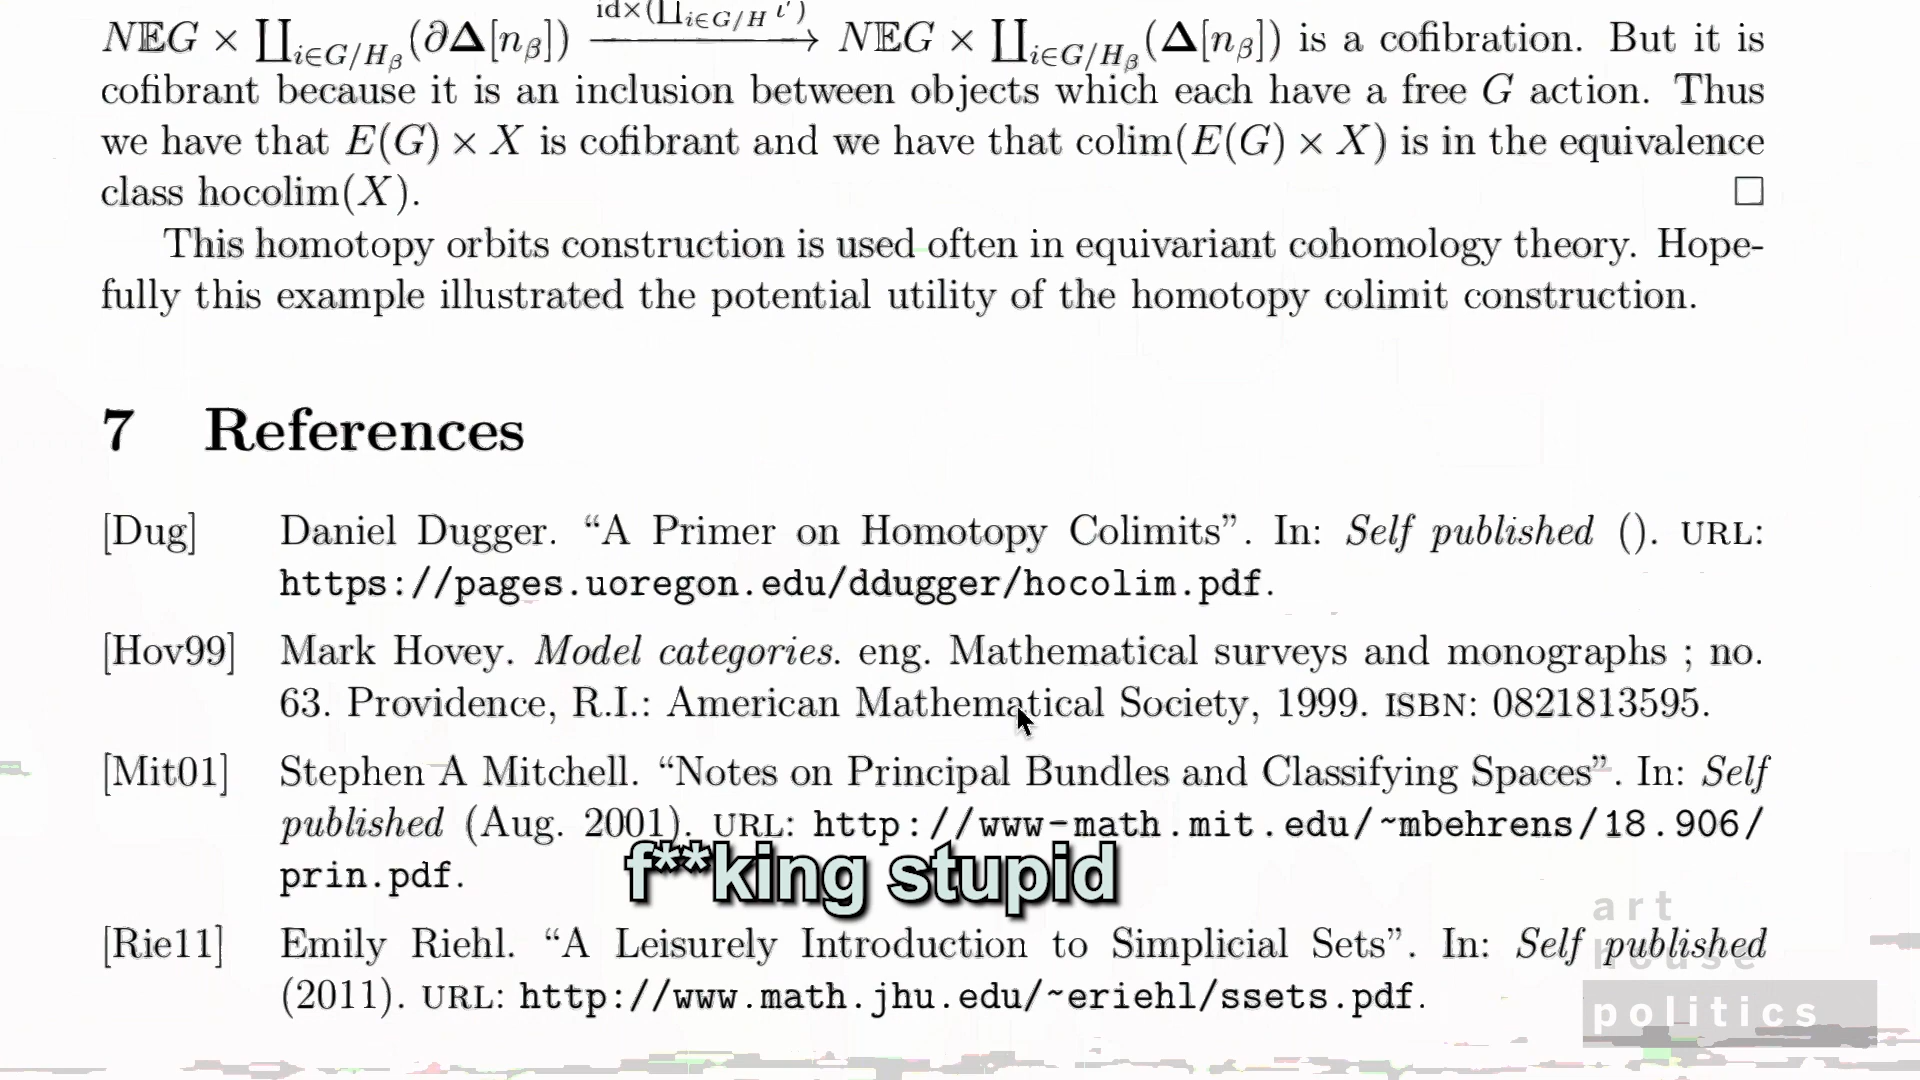 NEG × ∐_{i∈G/H_β}(∂Δ[n_β]) id×(∐_{i∈G/H} ι') ⟶ NEG × ∐_{i∈G/H_β}(Δ[n_β]) is a cofibration. But it is
cofibrant because it is an inclusion between objects which each have a free G action. Thus
we have that E(G) × X is cofibrant and we have that colim(E(G) × X) is in the equivalence
class hocolim(X). □
This homotopy orbits construction is used often in equivariant cohomology theory. Hope-
fully this example illustrated the potential utility of the homotopy colimit construction.
7 References
[Dug] Daniel Dugger. “A Primer on Homotopy Colimits”. In: Self published (). URL:
https://pages.uoregon.edu/ddugger/hocolim.pdf.
[Hov99] Mark Hovey. Model categories. eng. Mathematical surveys and monographs ; no.
63. Providence, R.I.: American Mathematical Society, 1999. ISBN: 0821813595.
[Mit01] Stephen A Mitchell. “Notes on Principal Bundles and Classifying Spaces”. In: Self
published (Aug. 2001). URL: http://www-math.mit.edu/~mbehrens/18.906/
prin.pdf.
f**king stupid
[Rie11] Emily Riehl. “A Leisurely Introduction to Simplicial Sets”. In: Self published
(2011). URL: http://www.math.jhu.edu/~eriehl/ssets.pdf.
art
house
politics